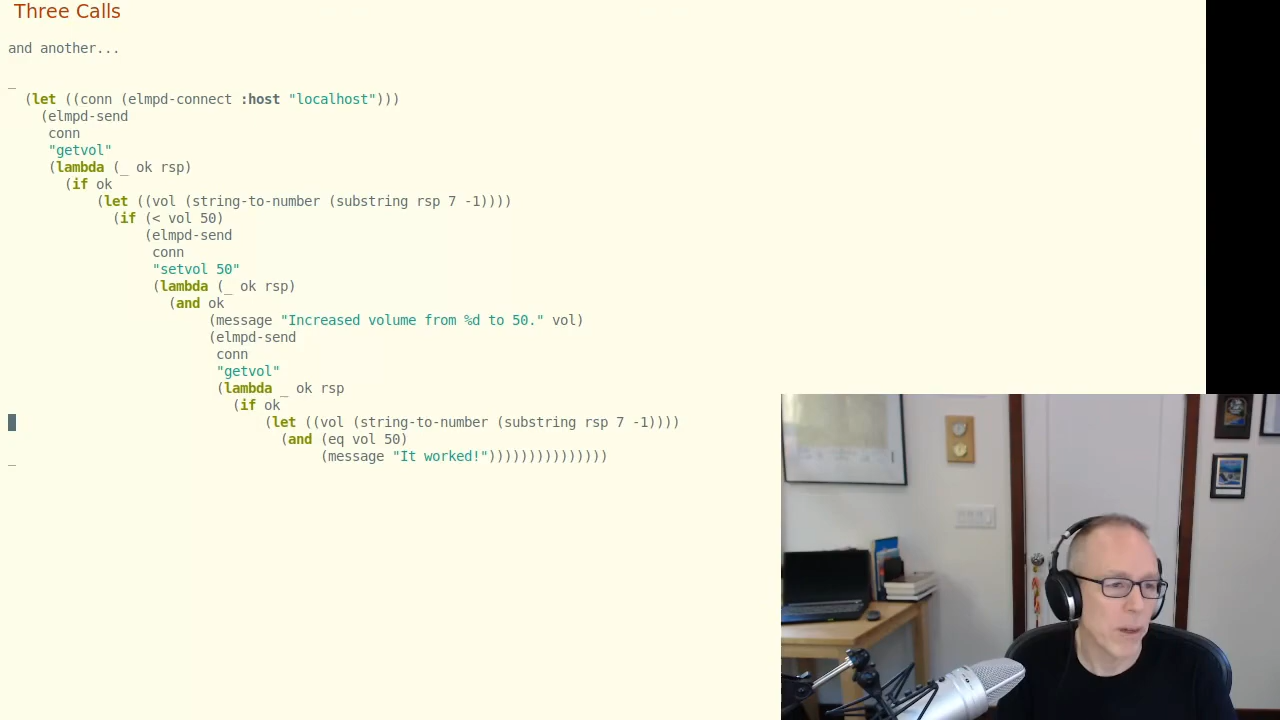 Three Calls
and another...
_
(let ((conn (elmpd-connect :host "localhost")))
(elmpd-send
conn
"getvol"
(lambda (_ ok rsp)
(if ok
(let ((vol (string-to-number (substring rsp 7 -1))))
(if (< vol 50)
(elmpd-send
conn
"setvol 50"
(lambda (_ ok rsp)
(and ok
(message "Increased volume from %d to 50." vol)
(elmpd-send
conn
"getvol"
(lambda _ ok rsp
(if ok
(let ((vol (string-to-number (substring rsp 7 -1))))
(and (eq vol 50)
(message "It worked!")))))))))))))))
_